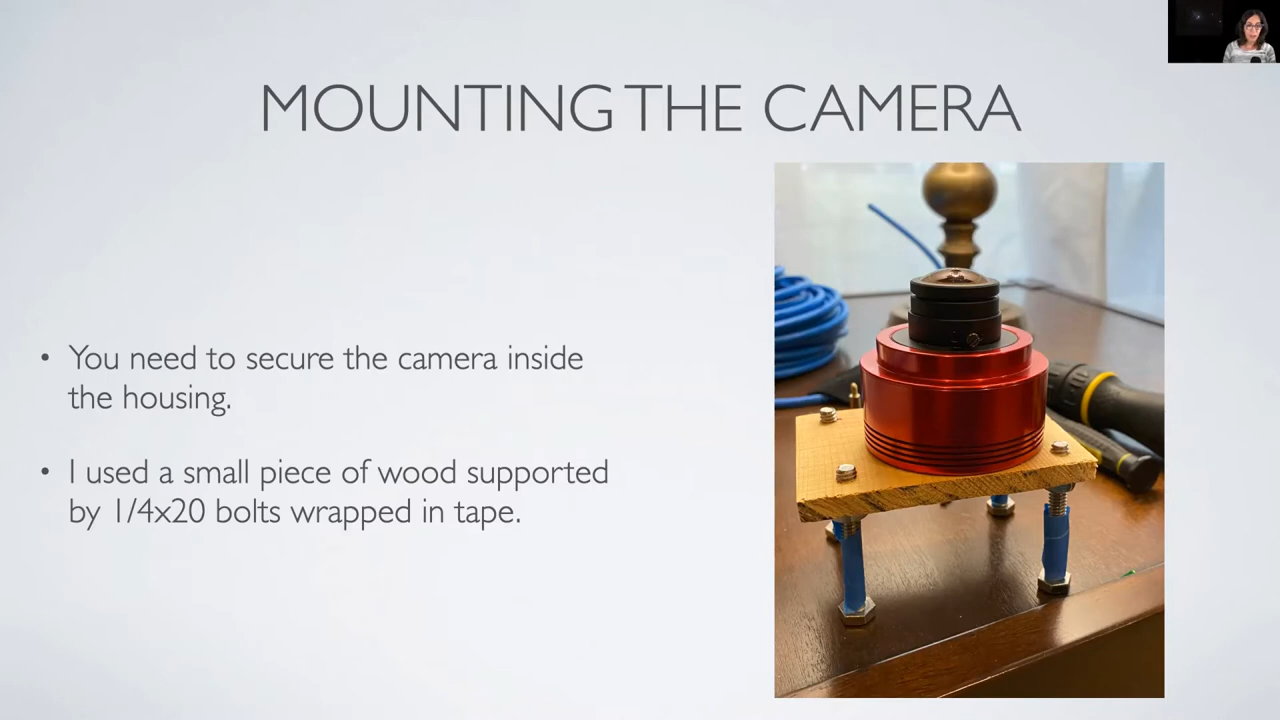 MOUNTING THE CAMERA
• You need to secure the camera inside
the housing.
• I used a small piece of wood supported
by 1/4x20 bolts wrapped in tape.